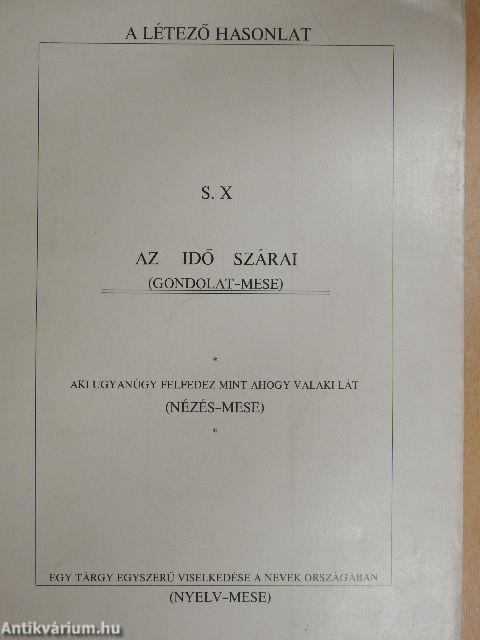 A LÉTEZŐ HASONLAT
S. X
AZ IDŐ SZÁRAI
(GONDOLAT-MESE)
*
AKI UGYANÚGY FELFEDEZ MINT AHOGY VALAKI LÁT
(NÉZÉS-MESE)
*
EGY TÁRGY EGYSZERŰ VISELKEDÉSE A NEVEK ORSZÁGÁBAN
(NYELV-MESE)
Antikvárium.hu